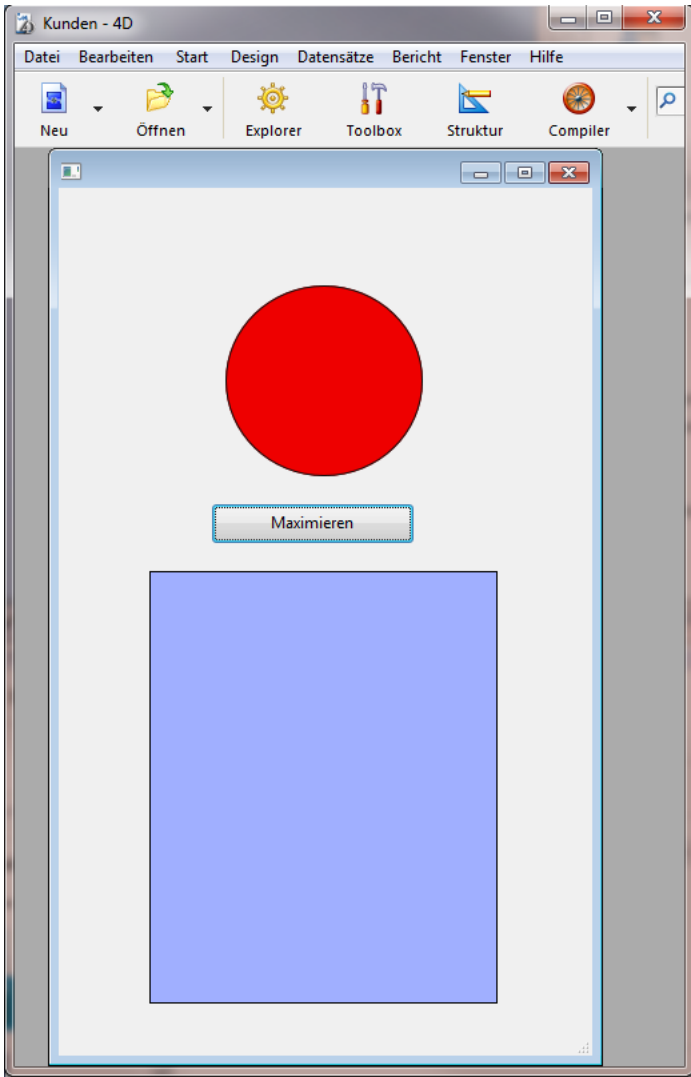 Kunden - 4D
Datei Bearbeiten Start Design Datensätze Bericht Fenster Hilfe
Neu Öffnen Explorer Toolbox Struktur Compiler
Maximieren